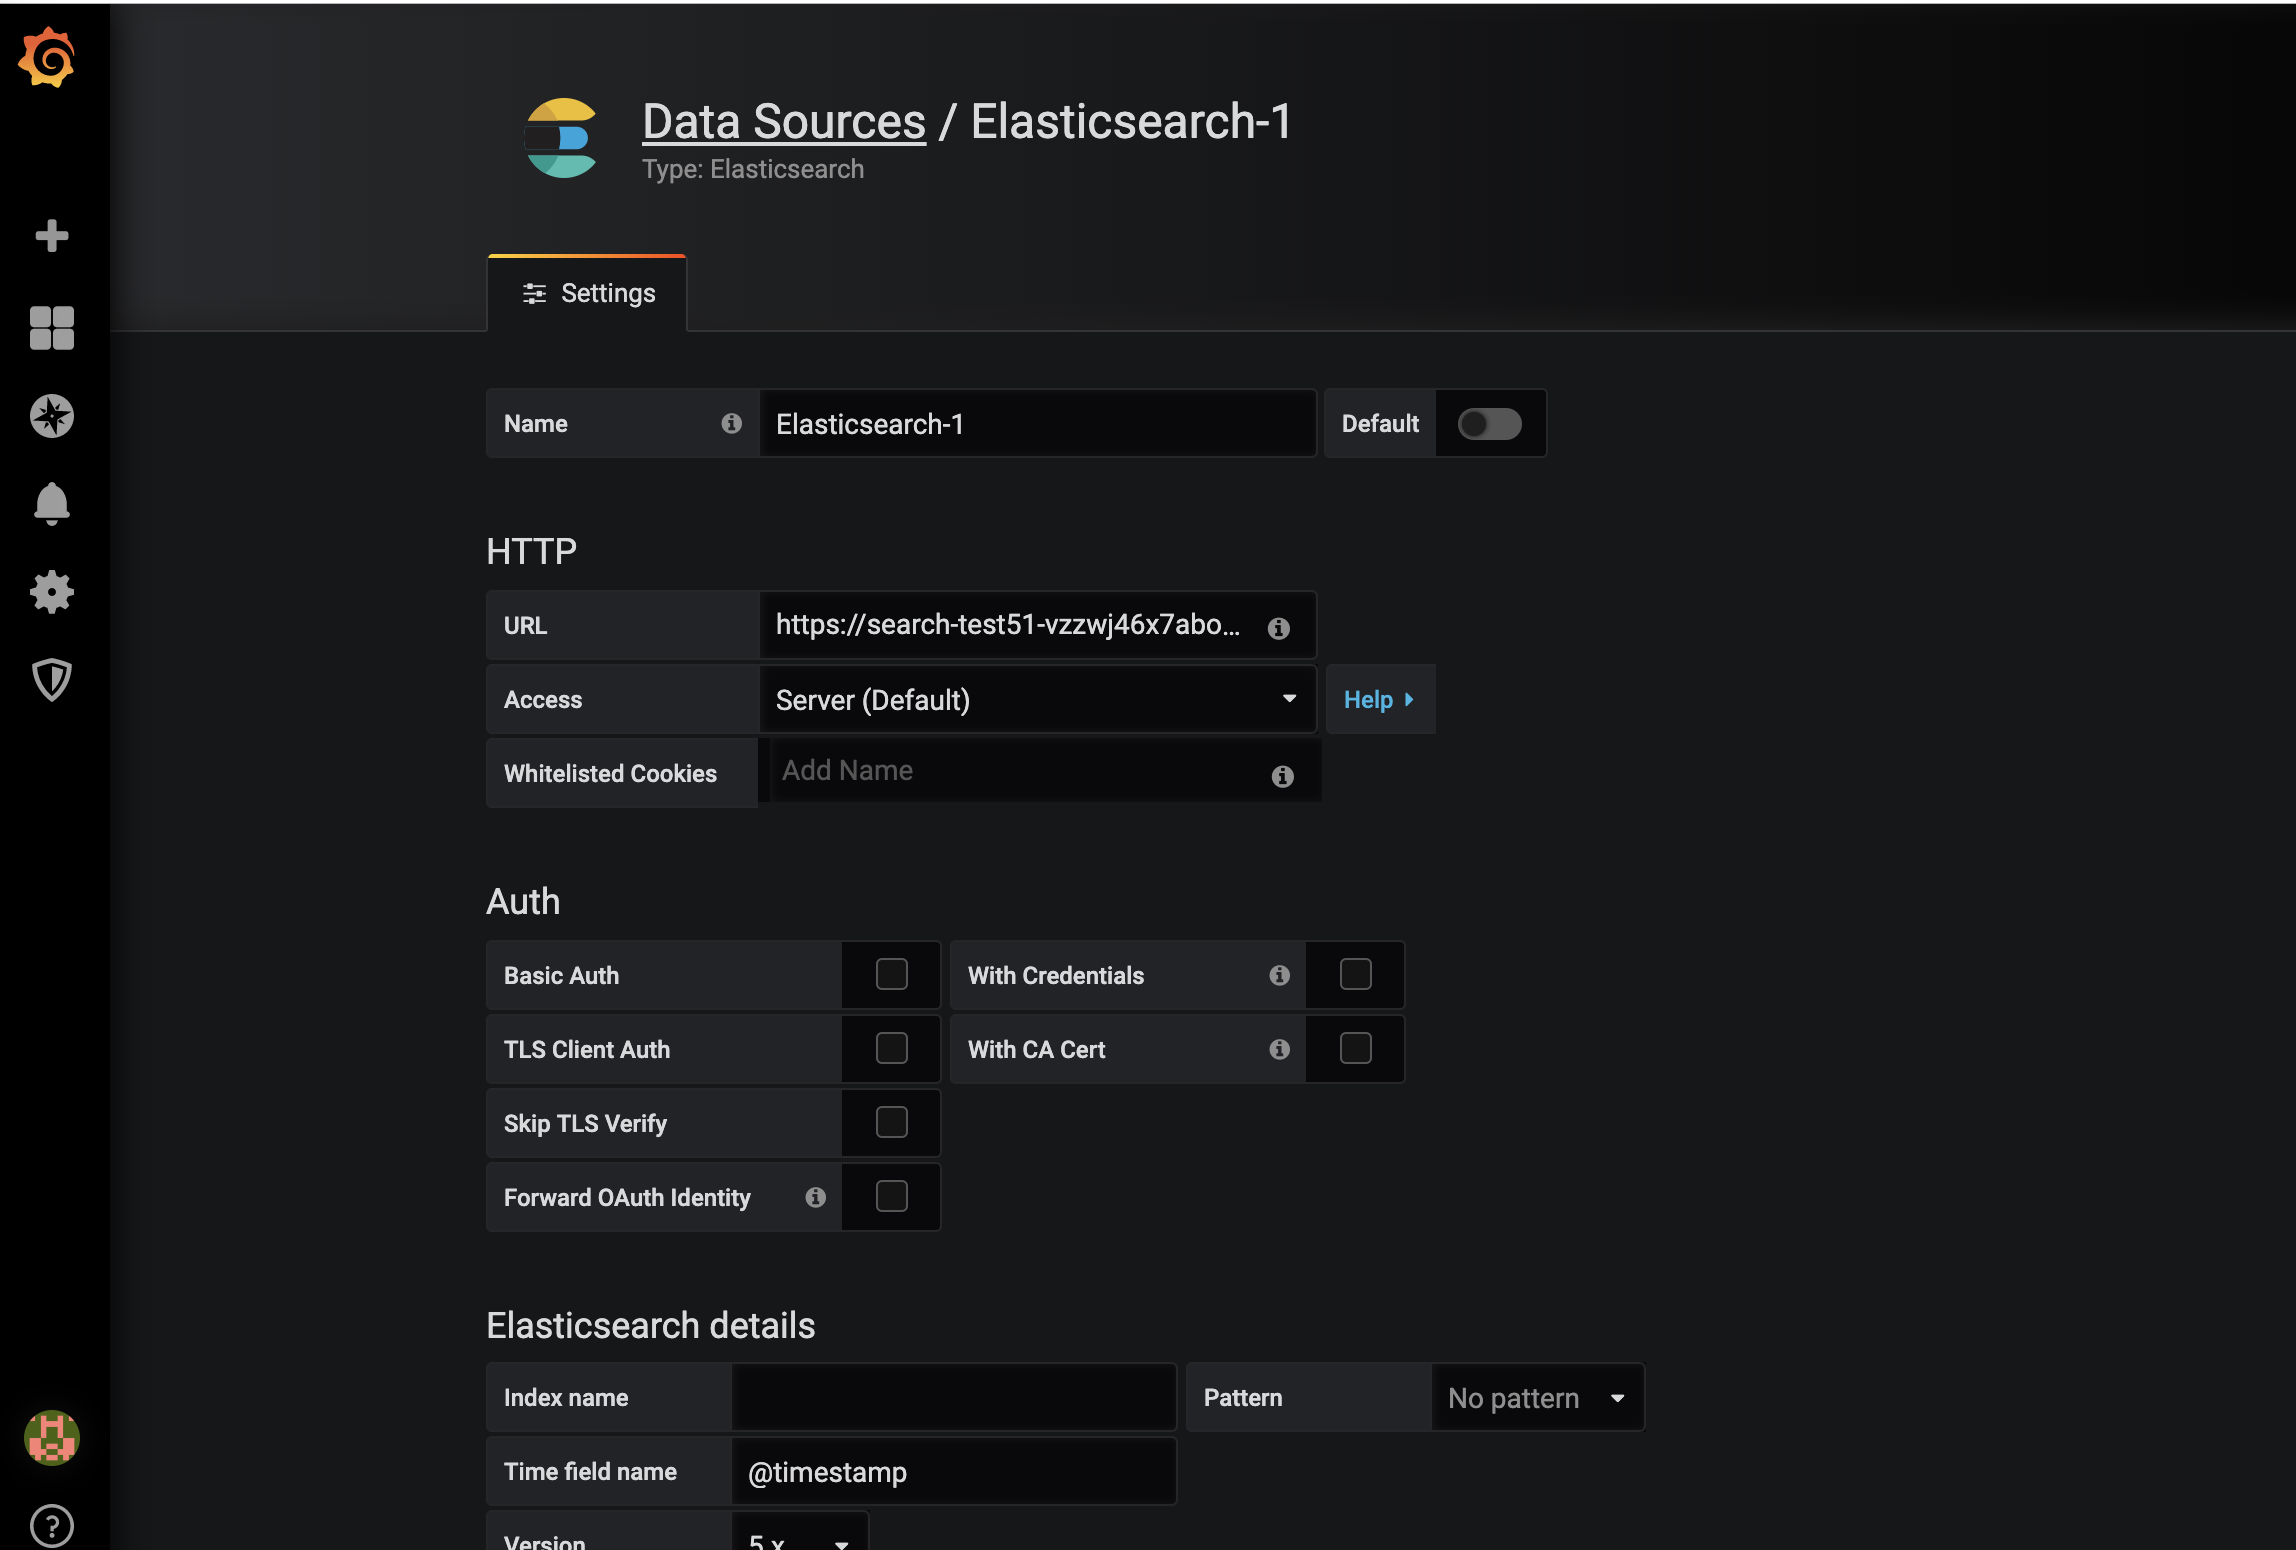 Data Sources / Elasticsearch-1
Type: Elasticsearch
Settings
Name Elasticsearch-1 Default
HTTP
URL https://search-test51-vzzwj46x7abo...
Access Server (Default) Help
Whitelisted Cookies Add Name
Auth
Basic Auth With Credentials
TLS Client Auth With CA Cert
Skip TLS Verify
Forward OAuth Identity
Elasticsearch details
Index name Pattern No pattern
Time field name @timestamp
Version 5.x